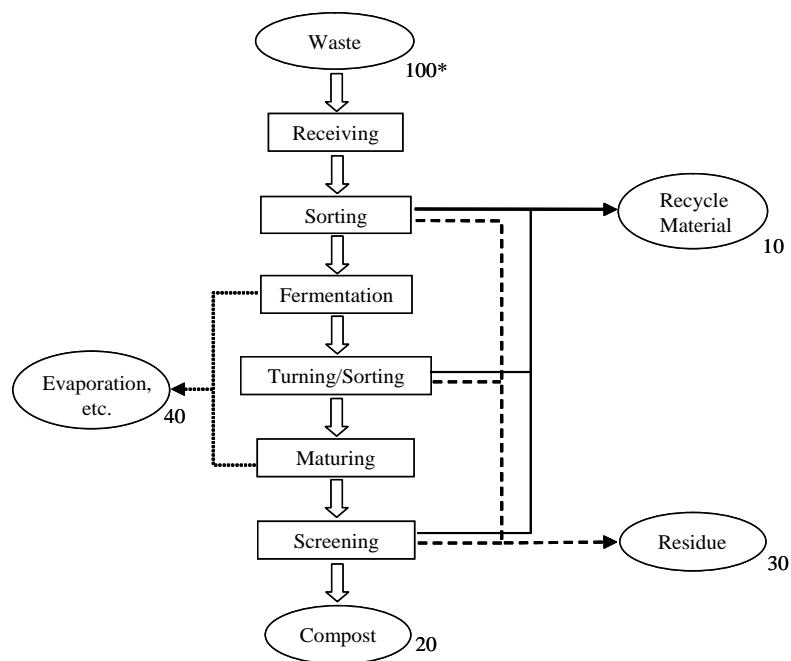 Waste
100*
Receiving
Sorting
Recycle
Material
10
Fermentation
Turning/Sorting
Evaporation,
etc.
40
Maturing
Screening
Residue
30
Compost
20